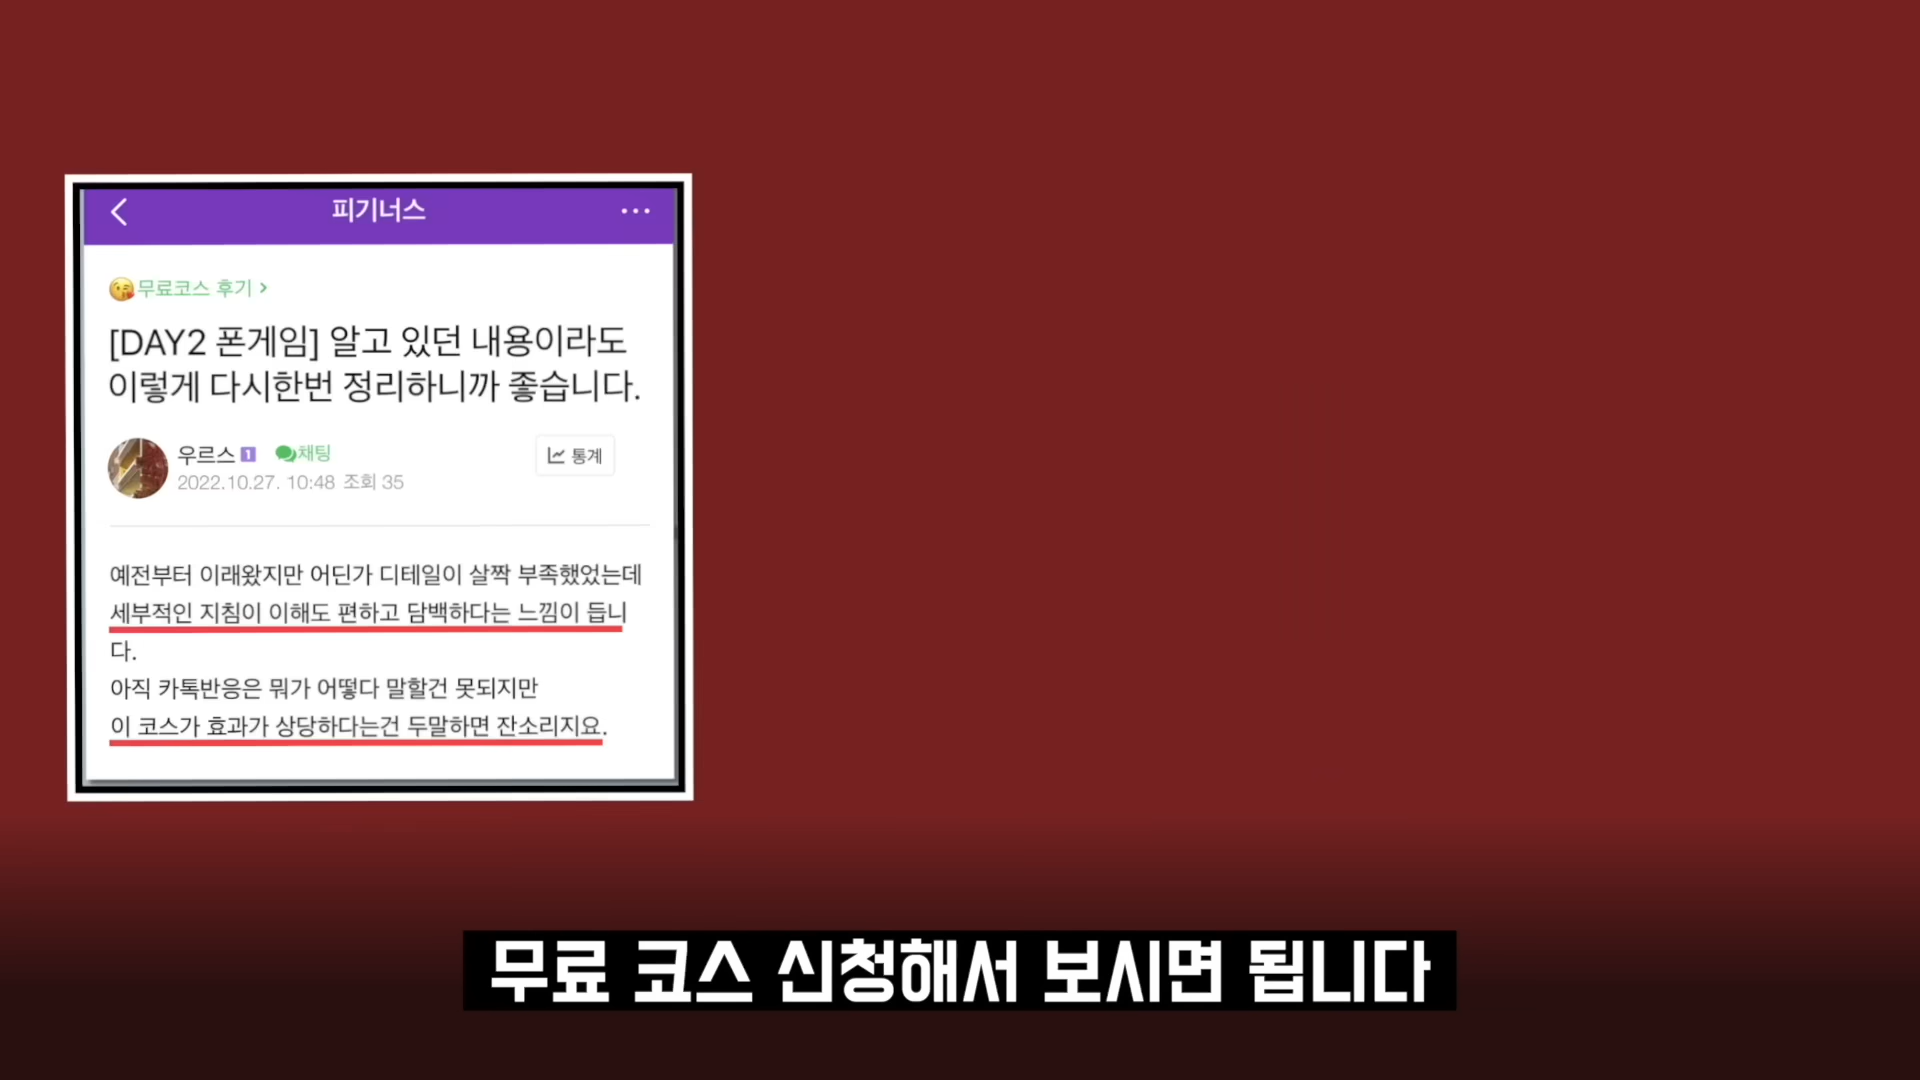 피기너스
😘무료코스 후기 >
[DAY2 폰게임] 알고 있던 내용이라도
이렇게 다시한번 정리하니까 좋습니다.
우르스 1 채팅
통계
2022.10.27. 10:48 조회 35
예전부터 이래왔지만 어딘가 디테일이 살짝 부족했었는데
세부적인 지침이 이해도 편하고 담백하다는 느낌이 듭니
다.
아직 카톡반응은 뭐가 어떻다 말할건 못되지만
이 코스가 효과가 상당하다는건 두말하면 잔소리지요.
무료 코스 신청해서 보시면 됩니다